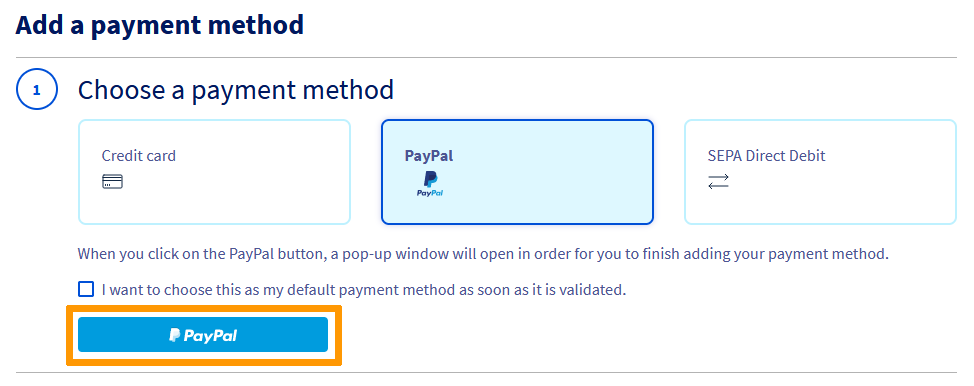 Add a payment method
1 Choose a payment method
Credit card
PayPal
PayPal
SEPA Direct Debit
When you click on the PayPal button, a pop-up window will open in order for you to finish adding your payment method.
I want to choose this as my default payment method as soon as it is validated.
PayPal